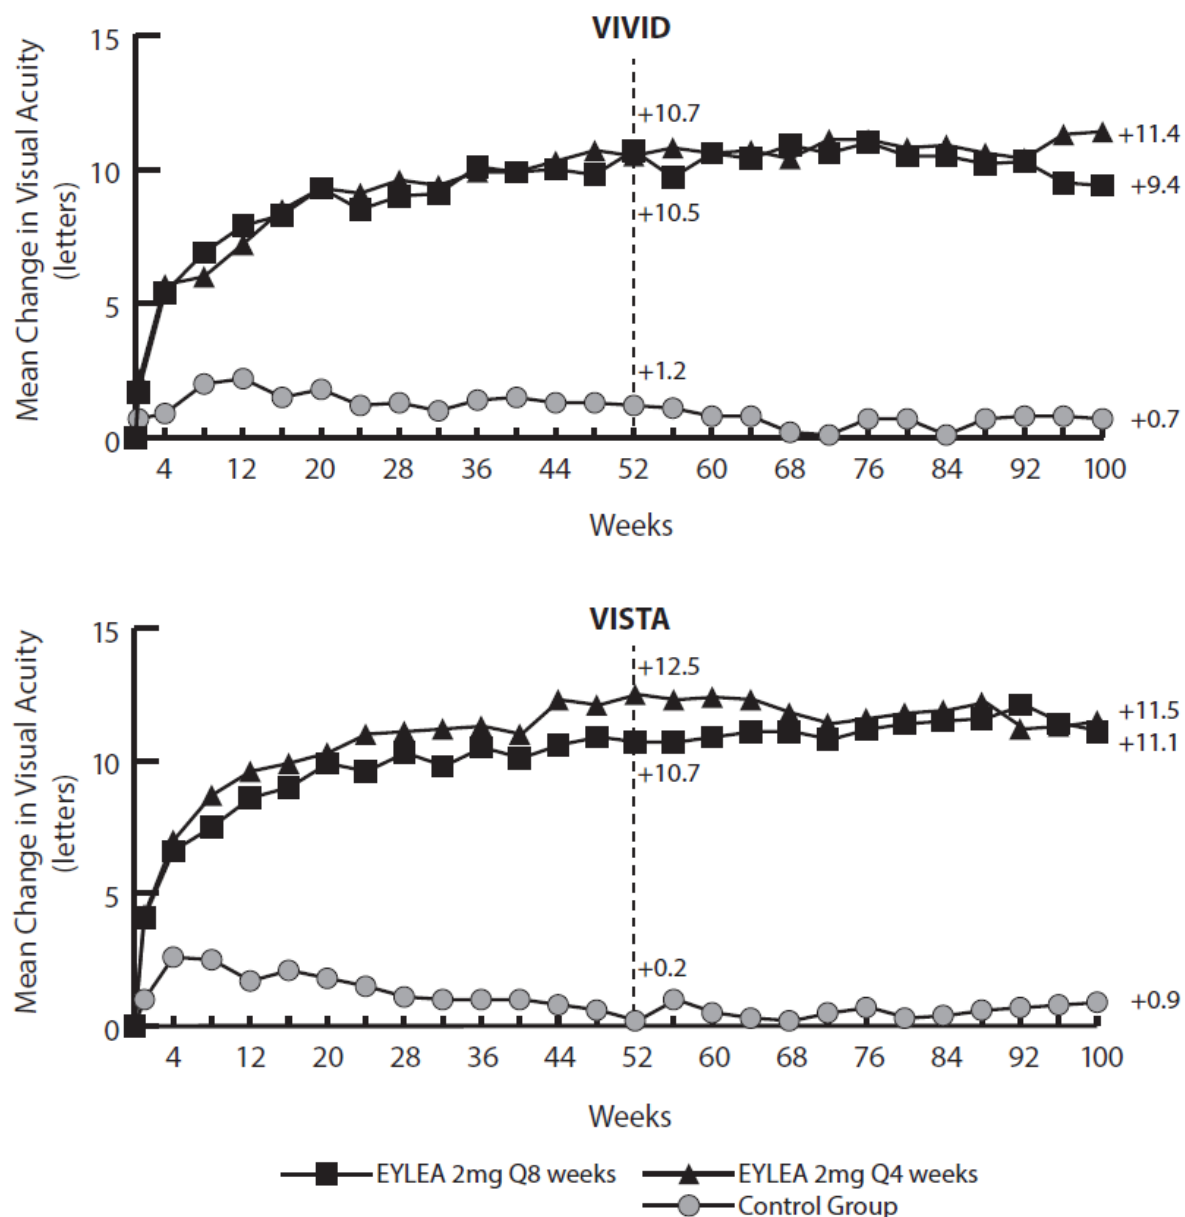 VIVID
Mean Change in Visual Acuity
(letters)
15
10
5
0
+10.7
+10.5
+1.2
+11.4
+9.4
+0.7
4 12 20 28 36 44 52 60 68 76 84 92 100
Weeks
VISTA
Mean Change in Visual Acuity
(letters)
15
10
5
0
+12.5
+10.7
+0.2
+11.5
+11.1
+0.9
4 12 20 28 36 44 52 60 68 76 84 92 100
Weeks
EYLEA 2mg Q8 weeks EYLEA 2mg Q4 weeks
Control Group